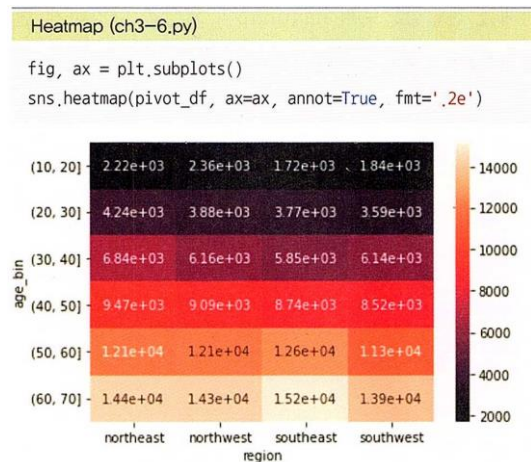 Heatmap (ch3-6.py)
fig, ax = plt.subplots()
sns.heatmap(pivot_df, ax=ax, annot=True, fmt='.2e')
age_bin
(10, 20] 2.22e+03 2.36e+03 1.72e+03 1.84e+03
(20, 30] 4.24e+03 3.88e+03 3.77e+03 3.59e+03
(30, 40] 6.84e+03 6.16e+03 5.85e+03 6.14e+03
(40, 50] 9.47e+03 9.09e+03 8.74e+03 8.52e+03
(50, 60] 1.21e+04 1.21e+04 1.26e+04 1.13e+04
(60, 70] 1.44e+04 1.43e+04 1.52e+04 1.39e+04
northeast northwest southeast southwest
region
14000
12000
10000
8000
6000
4000
2000